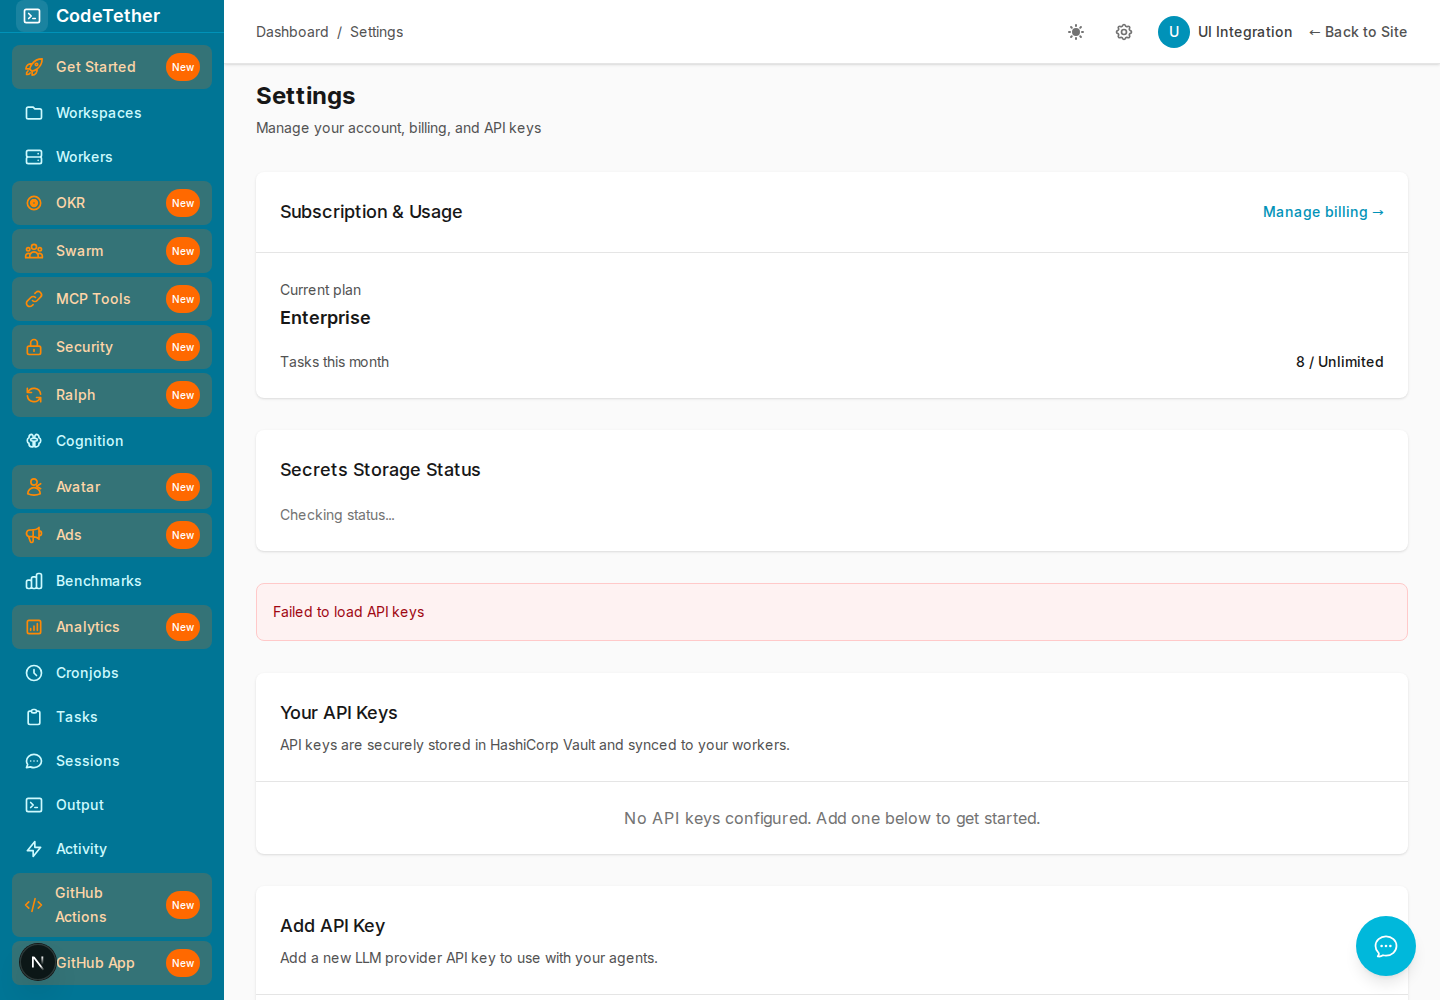 CodeTether
Get Started New
Workspaces
Workers
OKR New
Swarm New
MCP Tools New
Security New
Ralph New
Cognition
Avatar New
Ads New
Benchmarks
Analytics New
Cronjobs
Tasks
Sessions
Output
Activity
GitHub
Actions New
N GitHub App New
Dashboard / Settings
U UI Integration ← Back to Site
Settings
Manage your account, billing, and API keys
Subscription & Usage Manage billing →
Current plan
Enterprise
Tasks this month 8 / Unlimited
Secrets Storage Status
Checking status...
Failed to load API keys
Your API Keys
API keys are securely stored in HashiCorp Vault and synced to your workers.
No API keys configured. Add one below to get started.
Add API Key
Add a new LLM provider API key to use with your agents.